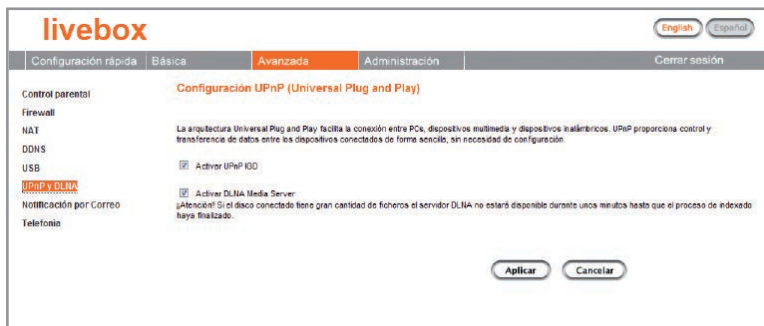 livebox
English
Español
Configuración rápida
Básica
Avanzada
Administración
Cerrar sesión
Control parental
Firewall
NAT
DDNS
USB
UPnP y DLNA
Notificación por Correo
Telefonía
Configuración UPnP (Universal Plug and Play)
La arquitectura Universal Plug and Play facilita la conexión entre PCs, dispositivos multimedia y dispositivos inalámbricos. UPnP proporciona control y
transferencia de datos entre los dispositivos conectados de forma sencilla, sin necesidad de configuración.
Activar UPnP IGD
Activar DLNA Media Server
¡¡Atención!! Si el disco conectado tiene gran cantidad de ficheros el servidor DLNA no estará disponible durante unos minutos hasta que el proceso de indexado
haya finalizado.
Aplicar
Cancelar